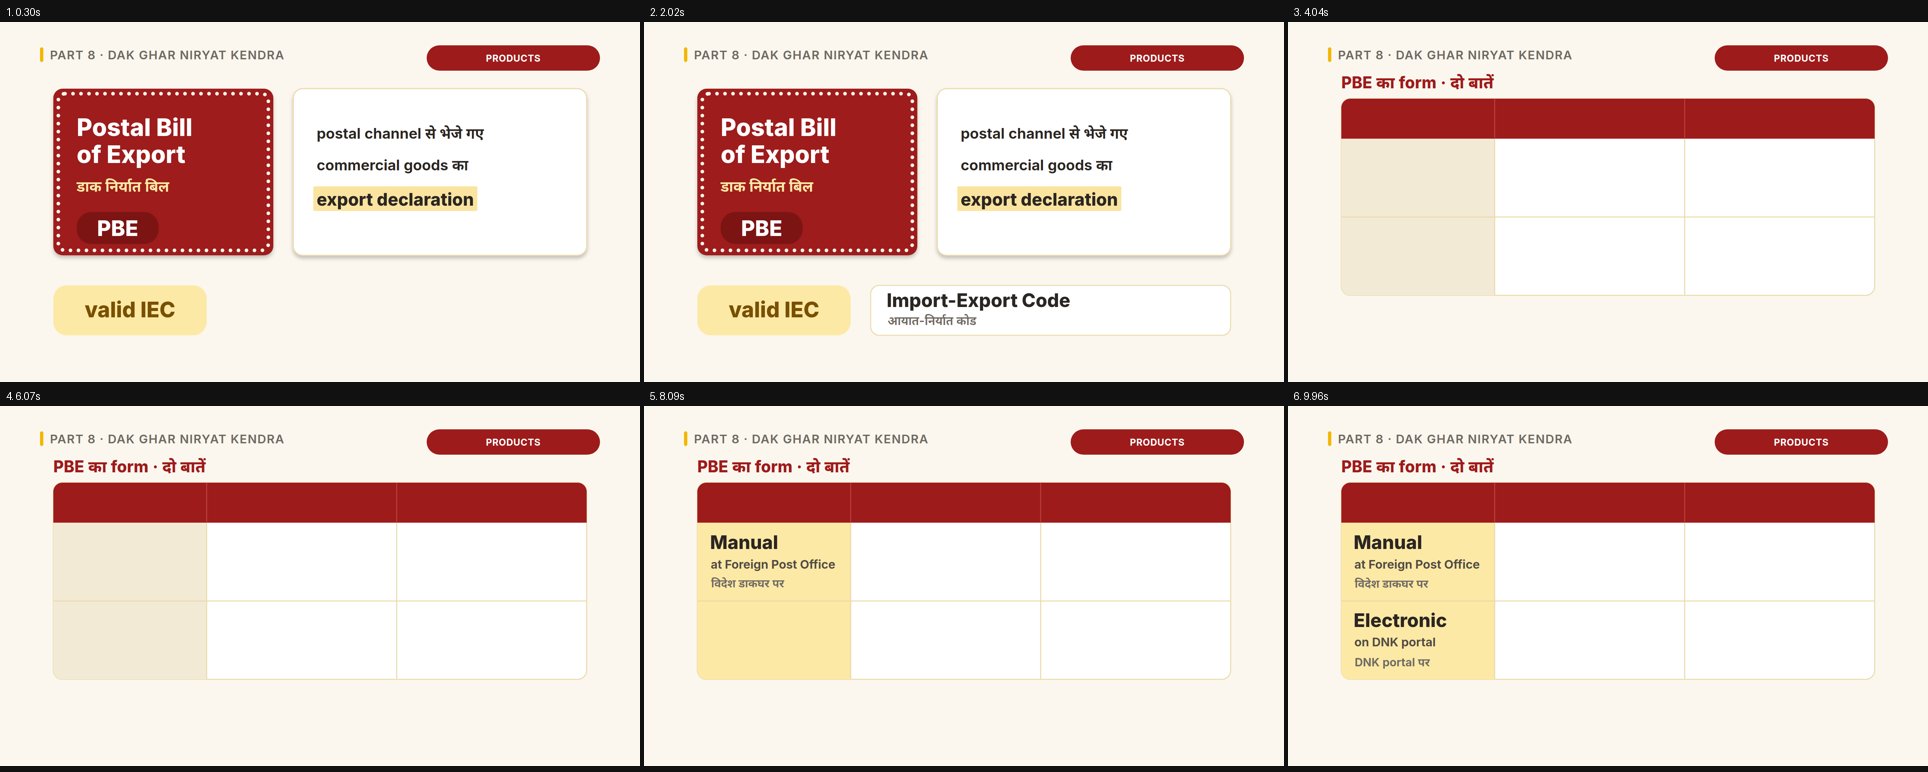 1. 0.30s
PART 8 · DAK GHAR NIRYAT KENDRA
PRODUCTS
Postal Bill
of Export
डाक निर्यात बिल
PBE
postal channel से भेजे गए
commercial goods का
export declaration
valid IEC
2. 2.02s
PART 8 · DAK GHAR NIRYAT KENDRA
PRODUCTS
Postal Bill
of Export
डाक निर्यात बिल
PBE
postal channel से भेजे गए
commercial goods का
export declaration
valid IEC
Import-Export Code
आयात-निर्यात कोड
3. 4.04s
PART 8 · DAK GHAR NIRYAT KENDRA
PRODUCTS
PBE का form · दो बातें
4. 6.07s
PART 8 · DAK GHAR NIRYAT KENDRA
PRODUCTS
PBE का form · दो बातें
5. 8.09s
PART 8 · DAK GHAR NIRYAT KENDRA
PRODUCTS
PBE का form · दो बातें
Manual
at Foreign Post Office
विदेश डाकघर पर
6. 9.96s
PART 8 · DAK GHAR NIRYAT KENDRA
PRODUCTS
PBE का form · दो बातें
Manual
at Foreign Post Office
विदेश डाकघर पर
Electronic
on DNK portal
DNK portal पर